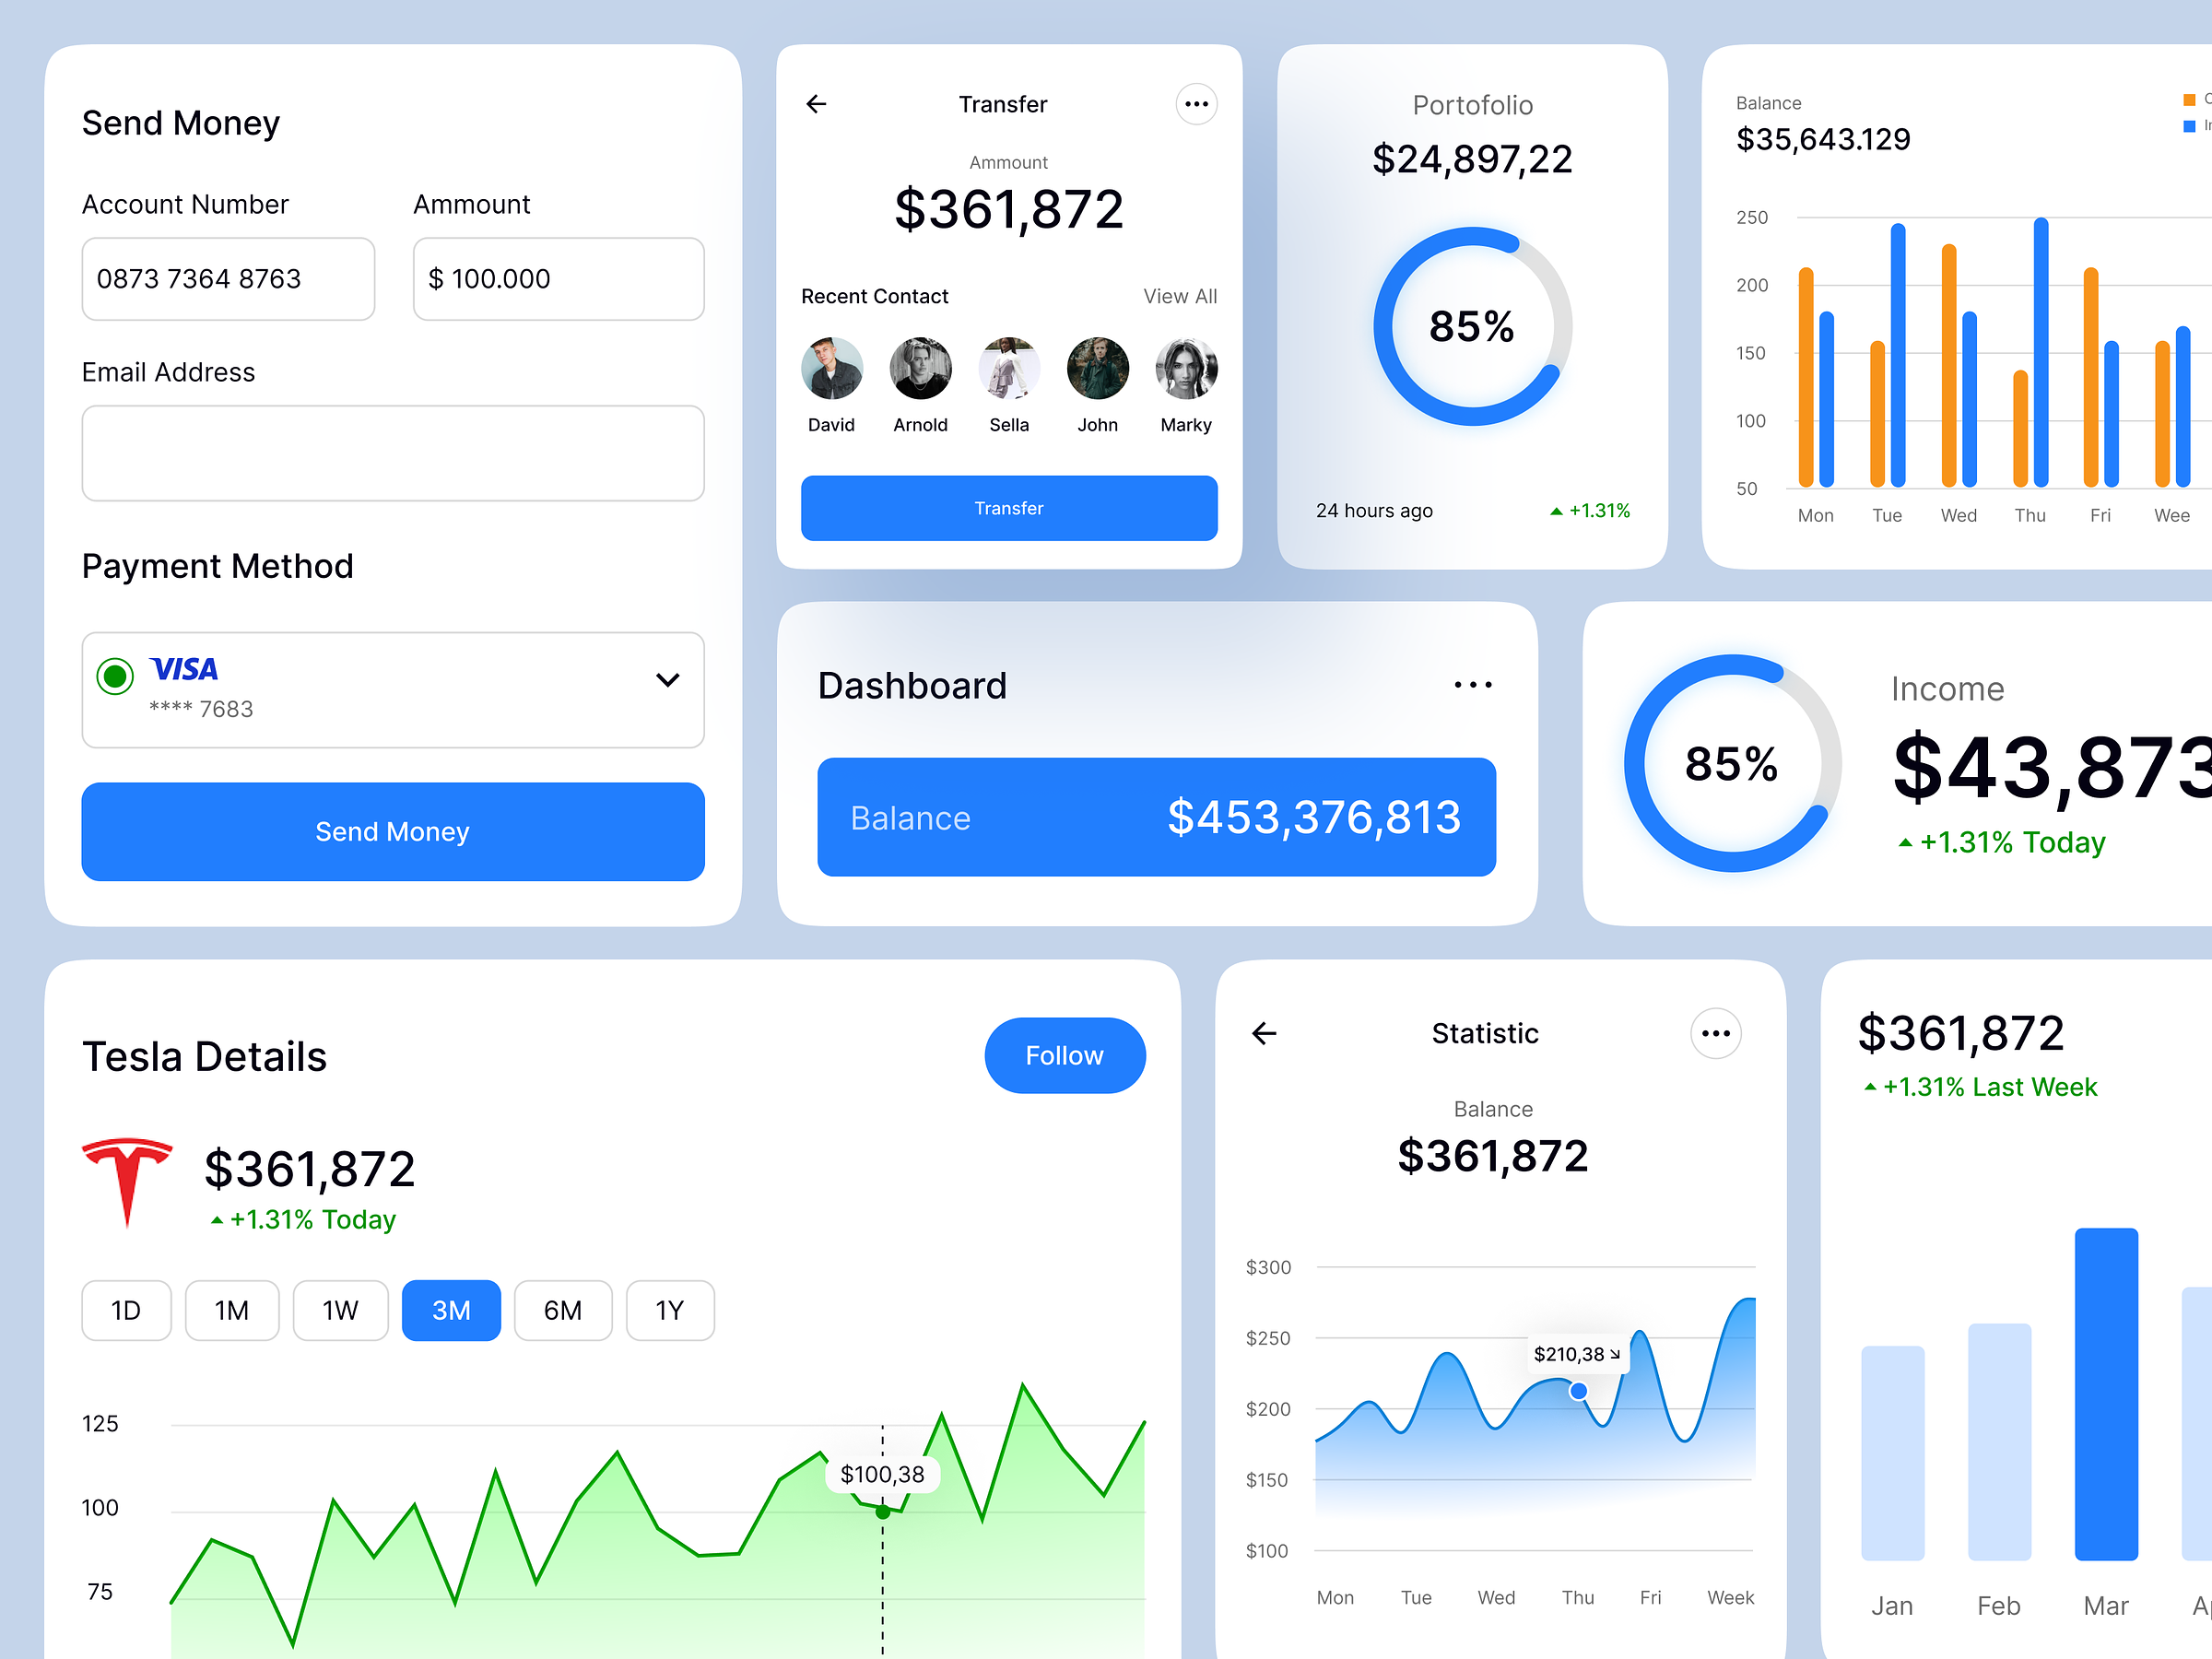 Send Money
Account Number
Ammount
0873 7364 8763
$ 100.000
Email Address
Payment Method
VISA
**** 7683
Send Money
Transfer
Ammount
$361,872
Recent Contact
View All
David
Arnold
Sella
John
Marky
Transfer
Portofolio
$24,897,22
85%
24 hours ago
+1.31%
Balance
$35,643.129
250
200
150
100
50
Mon
Tue
Wed
Thu
Fri
Wee
Dashboard
Balance
$453,376,813
85%
Income
$43,873
+1.31% Today
Tesla Details
Follow
$361,872
+1.31% Today
1D
1M
1W
3M
6M
1Y
125
100
75
$100,38
Statistic
Balance
$361,872
$300
$250
$200
$150
$100
$210,38
Mon
Tue
Wed
Thu
Fri
Week
$361,872
+1.31% Last Week
Jan
Feb
Mar